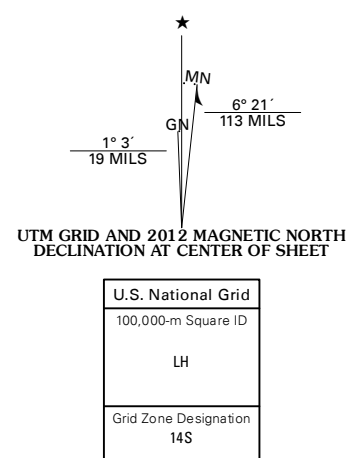 ★
MN
6° 21´
113 MILS
GN
1° 3´
19 MILS
UTM GRID AND 2012 MAGNETIC NORTH
DECLINATION AT CENTER OF SHEET
U.S. National Grid
100,000-m Square ID
LH
Grid Zone Designation
14S